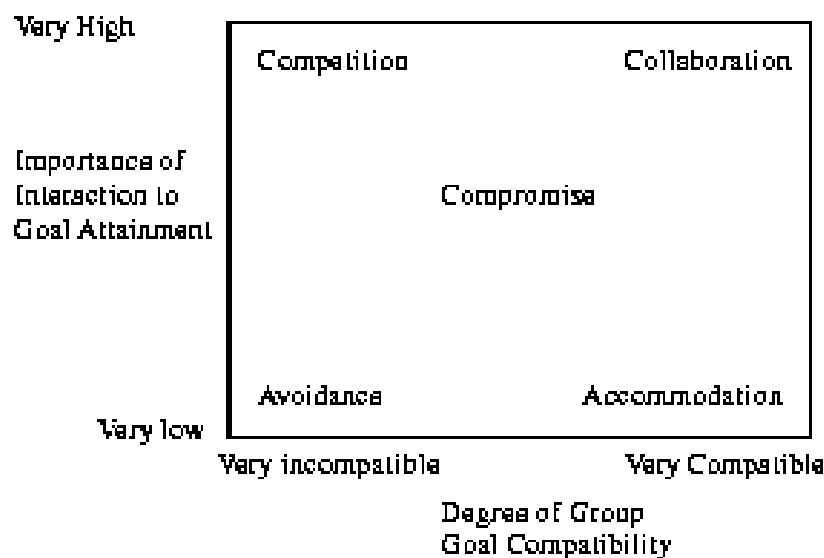 Very High
Competition Collaboration
Importance of
Interaction to
Goal Attainment
Compromise
Avoidance Accommodation
Very low
Very incompatible Very Compatible
Degree of Group
Goal Compatibility